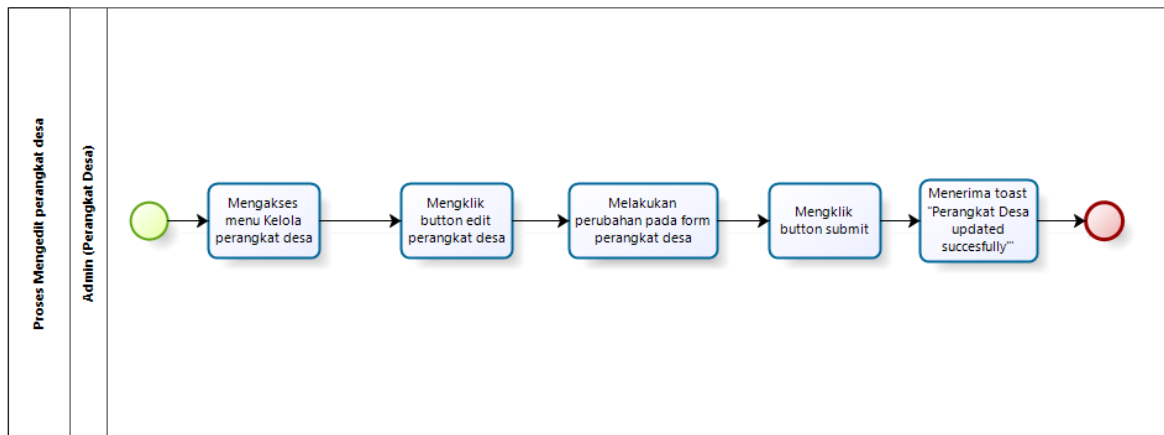 Proses Mengedit perangkat desa
Admin (Perangkat Desa)
Mengakses
menu Kelola
perangkat desa
Mengklik
button edit
perangkat desa
Melakukan
perubahan pada form
perangkat desa
Mengklik
button submit
Menerima toast
"Perangkat Desa
updated
succesfully”"